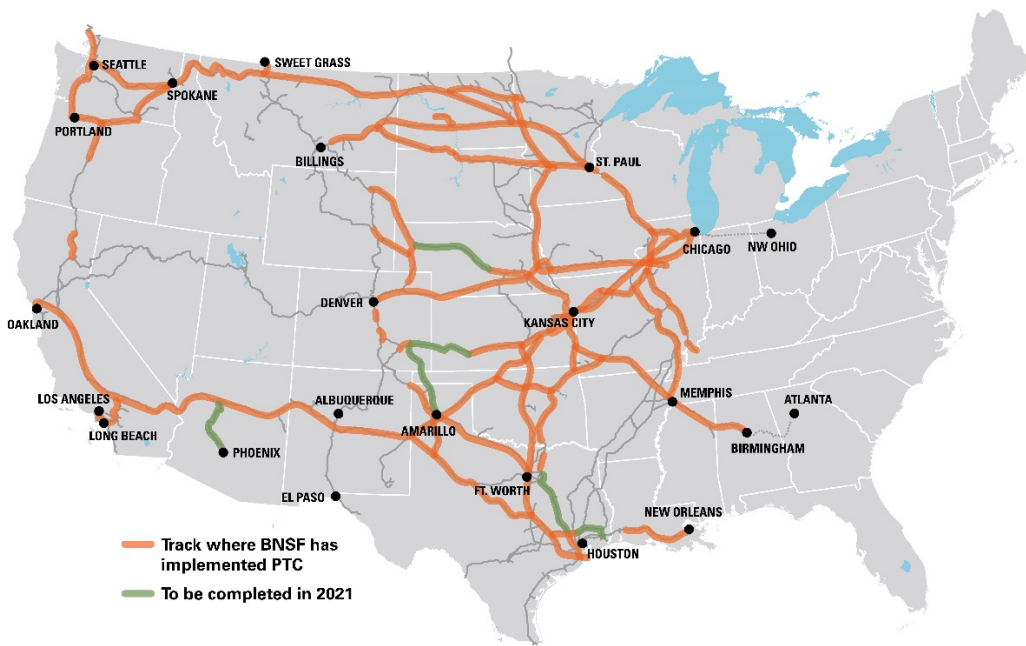 SEATTLE
SWEET GRASS
SPOKANE
PORTLAND
BILLINGS
ST. PAUL
CHICAGO
NW OHIO
DENVER
OAKLAND
KANSAS CITY
LOS ANGELES
ALBUQUERQUE
MEMPHIS
ATLANTA
LONG BEACH
AMARILLO
BIRMINGHAM
PHOENIX
EL PASO
FT. WORTH
NEW ORLEANS
HOUSTON
Track where BNSF has
implemented PTC
To be completed in 2021